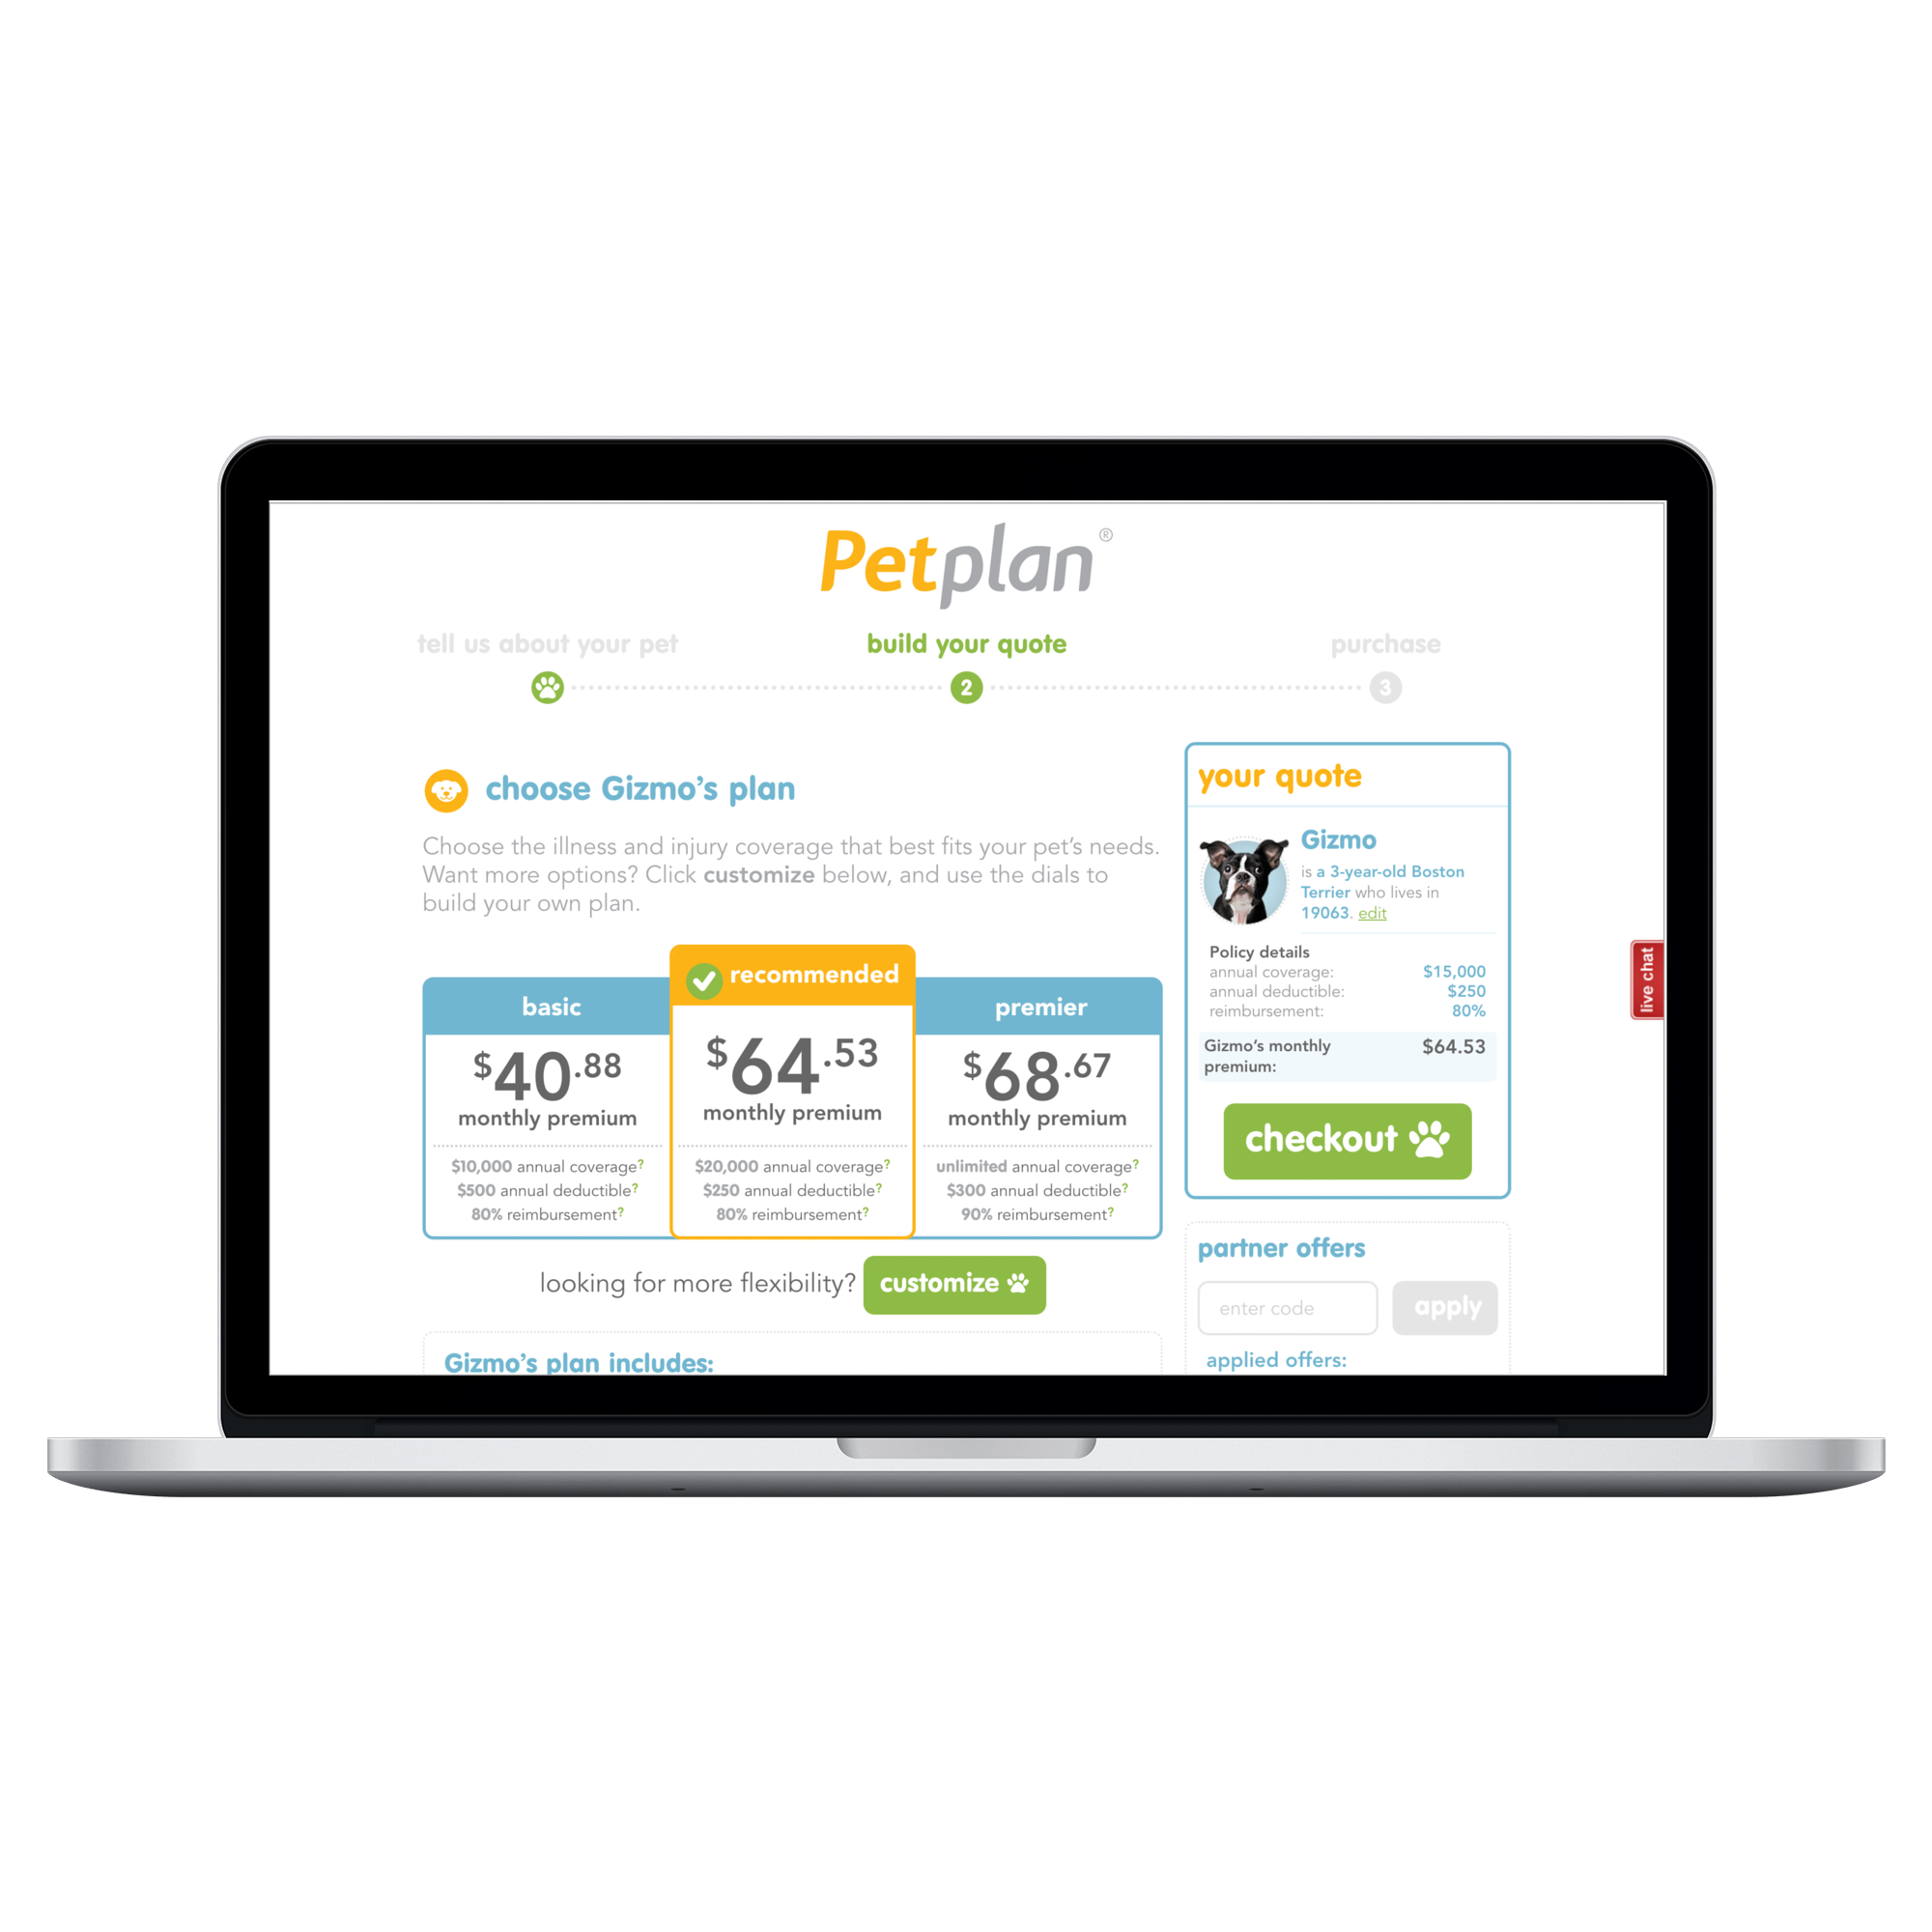 Petplan®
tell us about your pet
build your quote
purchase
2
3
choose Gizmo's plan
Choose the illness and injury coverage that best fits your pet's needs.
Want more options? Click customize below, and use the dials to
build your own plan.
basic
$40.88
monthly premium
$10,000 annual coverage?
$500 annual deductible?
80% reimbursement?
recommended
$64.53
monthly premium
$20,000 annual coverage?
$250 annual deductible?
80% reimbursement?
premier
$68.67
monthly premium
unlimited annual coverage?
$300 annual deductible?
90% reimbursement?
looking for more flexibility?
customize
Gizmo's plan includes:
your quote
Gizmo
is a 3-year-old Boston
Terrier who lives in
19063. edit
Policy details
annual coverage: $15,000
annual deductible: $250
reimbursement: 80%
Gizmo's monthly $64.53
premium:
checkout
partner offers
enter code
apply
applied offers:
live chat